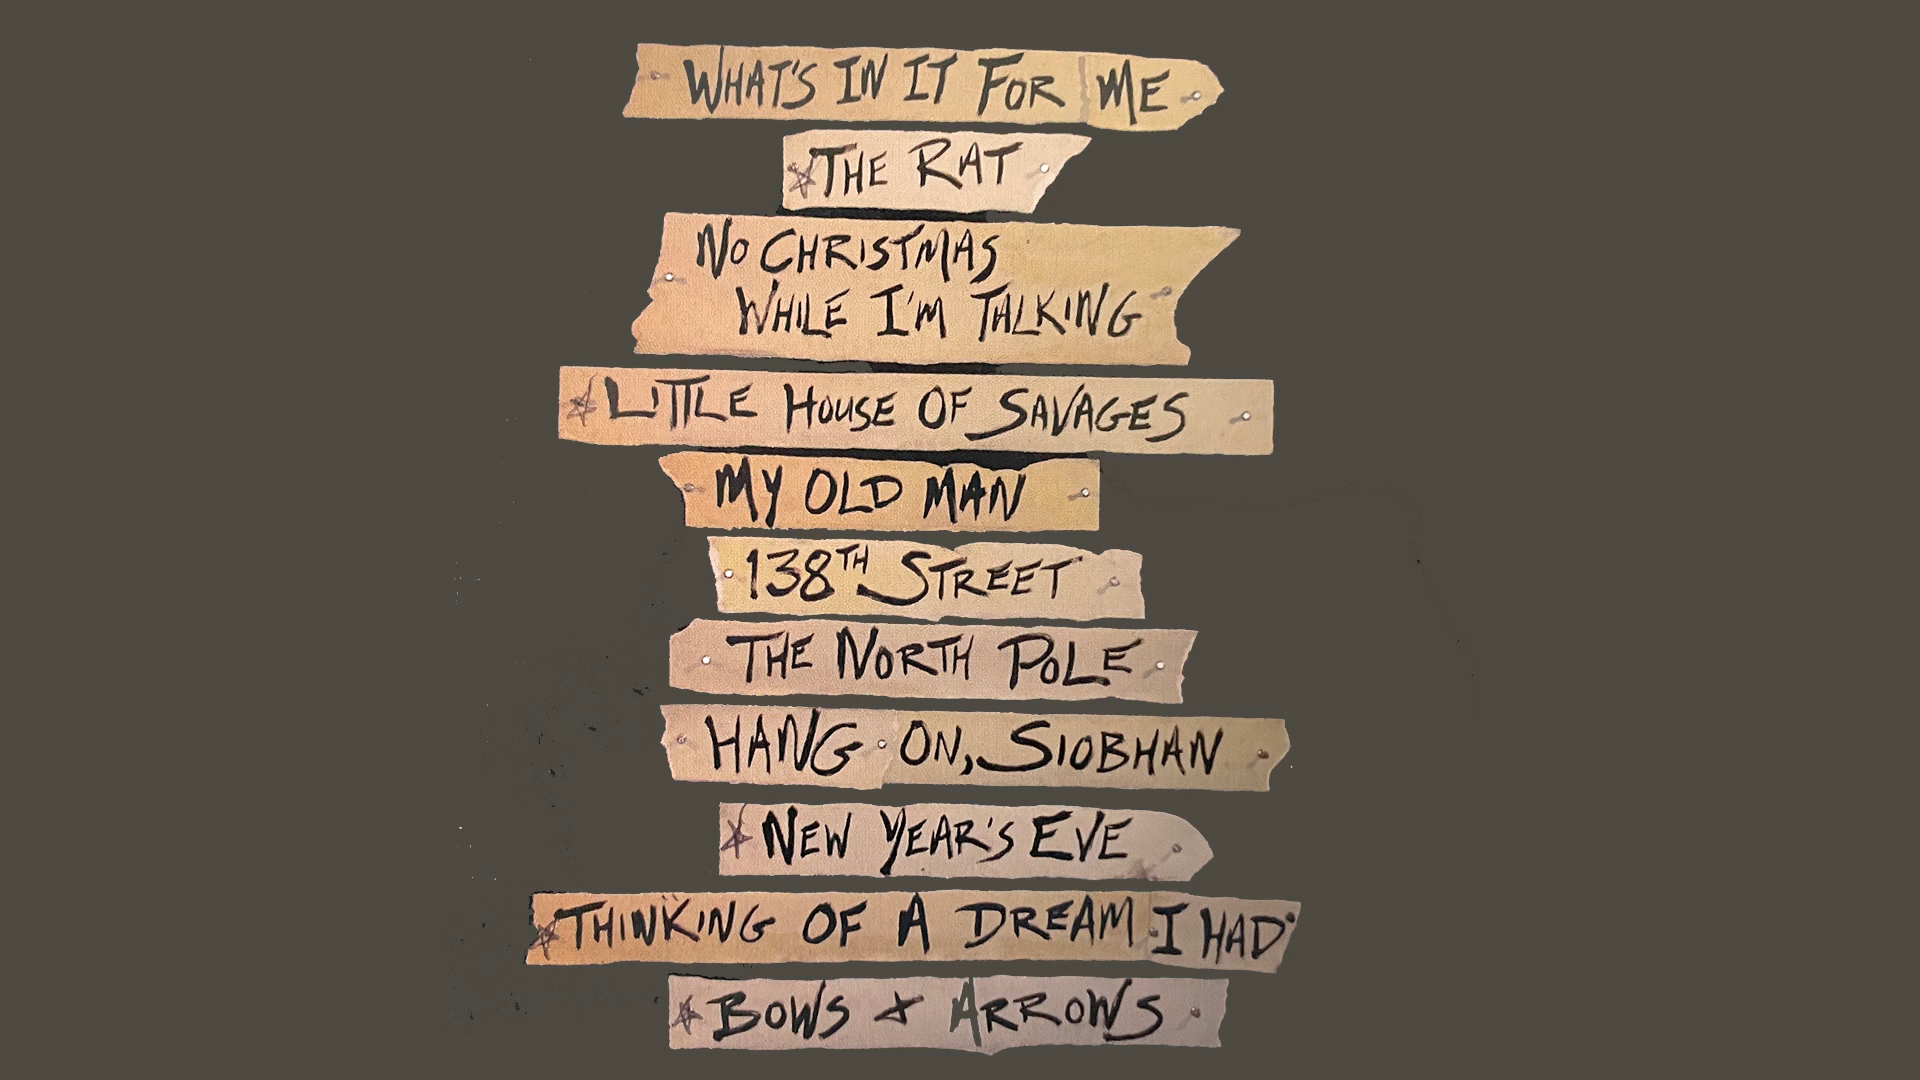 WHAT'S IN IT FOR ME
THE RAT
NO CHRISTMAS
WHILE I'M TALKING
LITTLE HOUSE OF SAVAGES
MY OLD MAN
138TH STREET
THE NORTH POLE
HANG ON, SIOBHAN
NEW YEAR'S EVE
THINKING OF A DREAM I HAD
BOWS & ARROWS